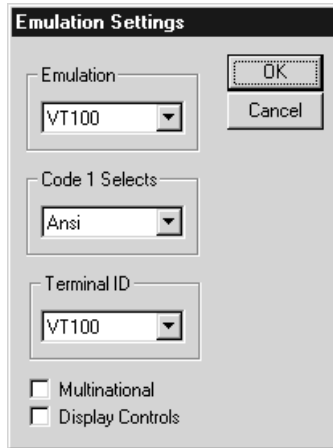 Emulation Settings
Emulation
OK
VT100
Cancel
Code 1 Selects
Ansi
Terminal ID
VT100
Multinational
Display Controls